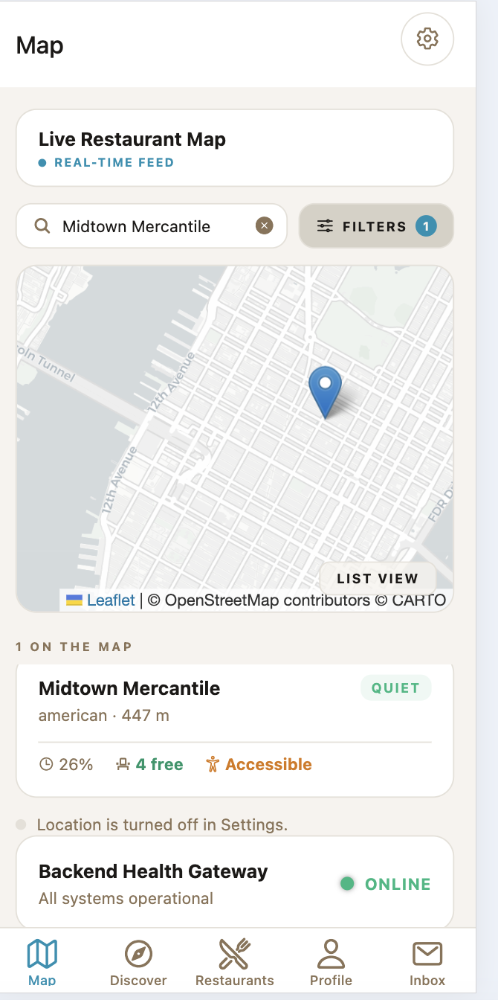 Map
Live Restaurant Map
REAL-TIME FEED
Midtown Mercantile
FILTERS 1
oln Tunnel
12th Avenue
12th Avenue
FDR D
LIST VIEW
Leaflet | © OpenStreetMap contributors © CARTO
1 ON THE MAP
Midtown Mercantile
QUIET
american · 447 m
26% 4 free Accessible
Location is turned off in Settings.
Backend Health Gateway
ONLINE
All systems operational
Map Discover Restaurants Profile Inbox